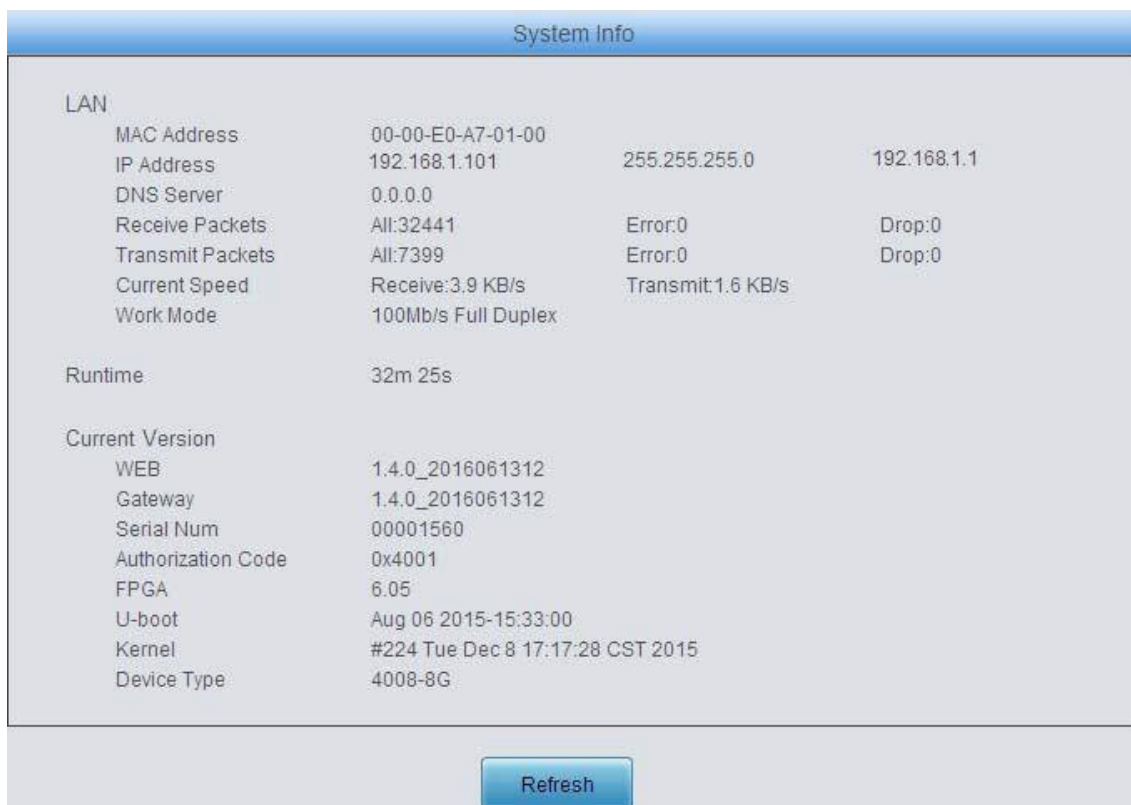 System Info
LAN
MAC Address 00-00-E0-A7-01-00
IP Address 192.168.1.101 255.255.255.0 192.168.1.1
DNS Server 0.0.0.0
Receive Packets All:32441 Error:0 Drop:0
Transmit Packets All:7399 Error:0 Drop:0
Current Speed Receive:3.9 KB/s Transmit:1.6 KB/s
Work Mode 100Mb/s Full Duplex
Runtime 32m 25s
Current Version
WEB 1.4.0_2016061312
Gateway 1.4.0_2016061312
Serial Num 00001560
Authorization Code 0x4001
FPGA 6.05
U-boot Aug 06 2015-15:33:00
Kernel #224 Tue Dec 8 17:17:28 CST 2015
Device Type 4008-8G
Refresh